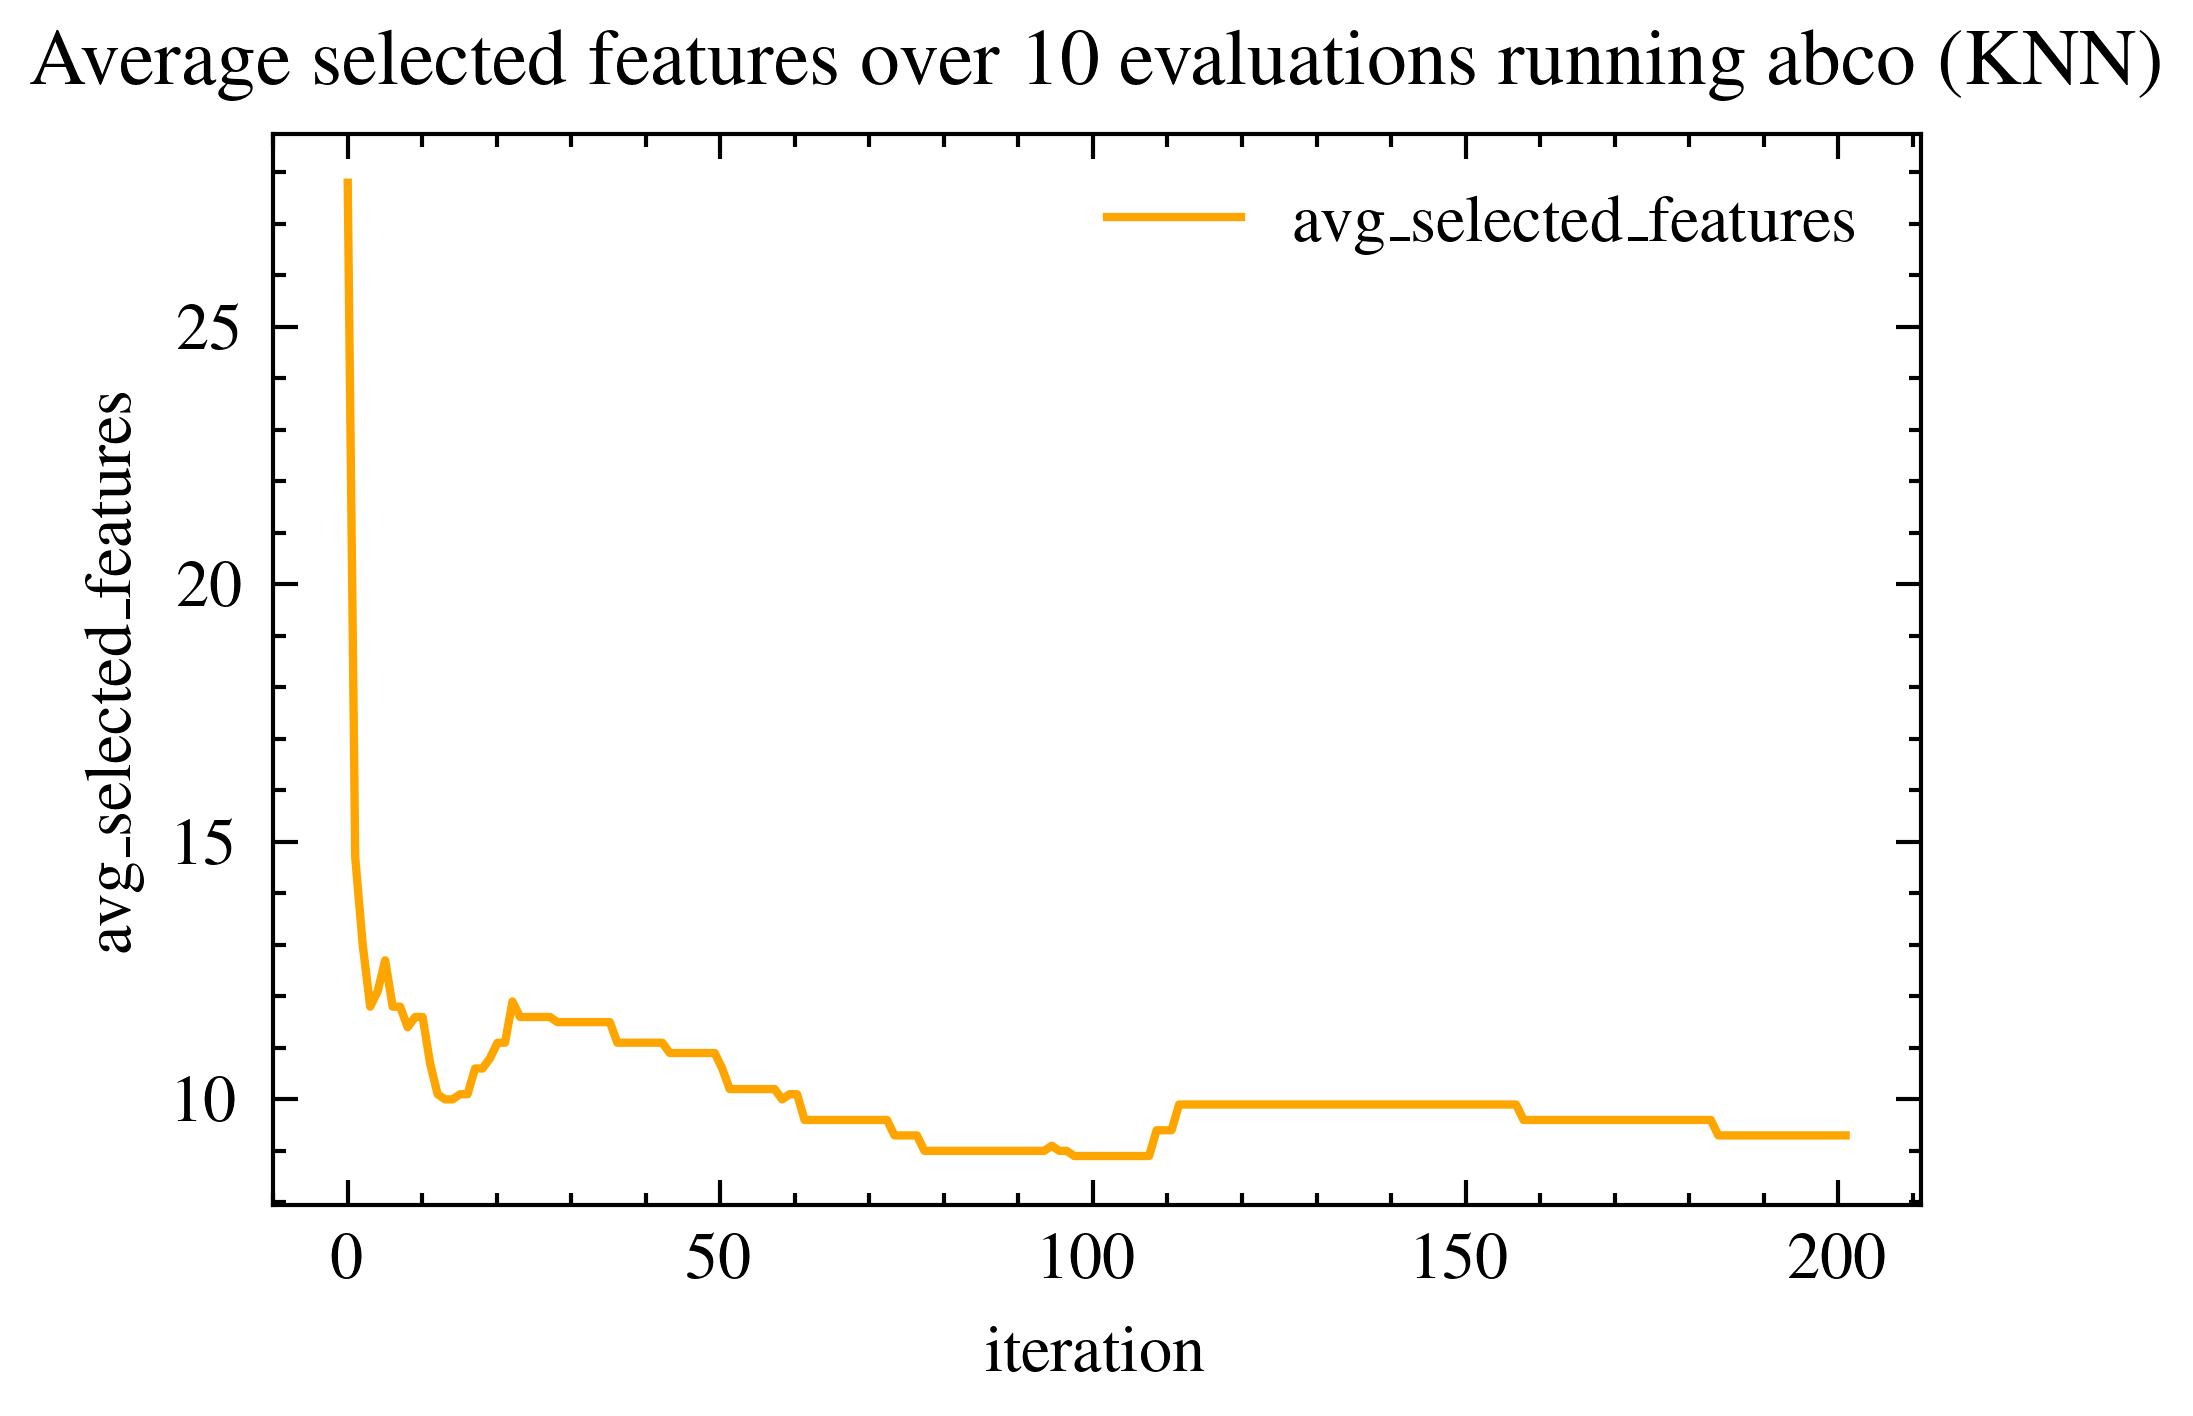 Average selected features over 10 evaluations running abco (KNN)
avg_selected_features
avg_selected_features
25
20
15
10
0 50 100 150 200
iteration